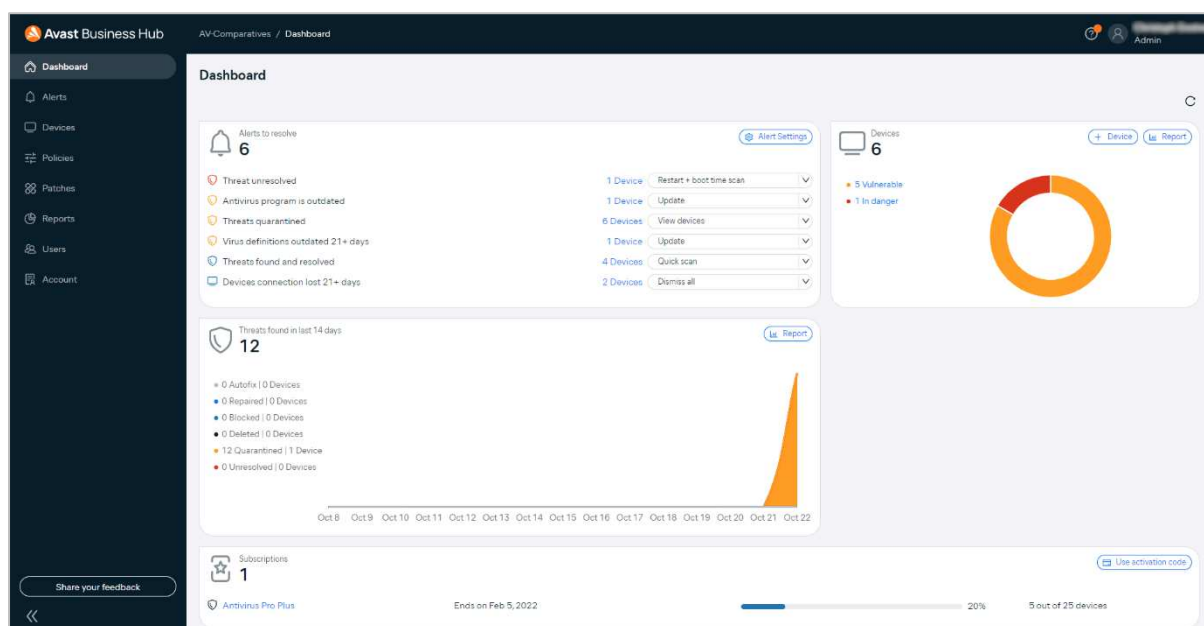 Avast Business Hub
AV-Comparatives / Dashboard
Admin
Dashboard
Alerts
Devices
Policies
Patches
Reports
Users
Account
Share your feedback
Dashboard
Alerts to resolve
6
Alert Settings
Threat unresolved 1 Device Restart + boot time scan
Antivirus program is outdated 1 Device Update
Threats quarantined 6 Devices View devices
Virus definitions outdated 21+ days 1 Device Update
Threats found and resolved 4 Devices Quick scan
Devices connection lost 21+ days 2 Devices Dismiss all
Devices
6
+ Device Report
5 Vulnerable
1 In danger
Threats found in last 14 days
12
Report
0 Autofix | 0 Devices
0 Repaired | 0 Devices
0 Blocked | 0 Devices
0 Deleted | 0 Devices
12 Quarantined | 1 Device
0 Unresolved | 0 Devices
Oct 8 Oct 9 Oct 10 Oct 11 Oct 12 Oct 13 Oct 14 Oct 15 Oct 16 Oct 17 Oct 18 Oct 19 Oct 20 Oct 21 Oct 22
Subscriptions
1
Use activation code
Antivirus Pro Plus Ends on Feb 5, 2022 20% 5 out of 25 devices